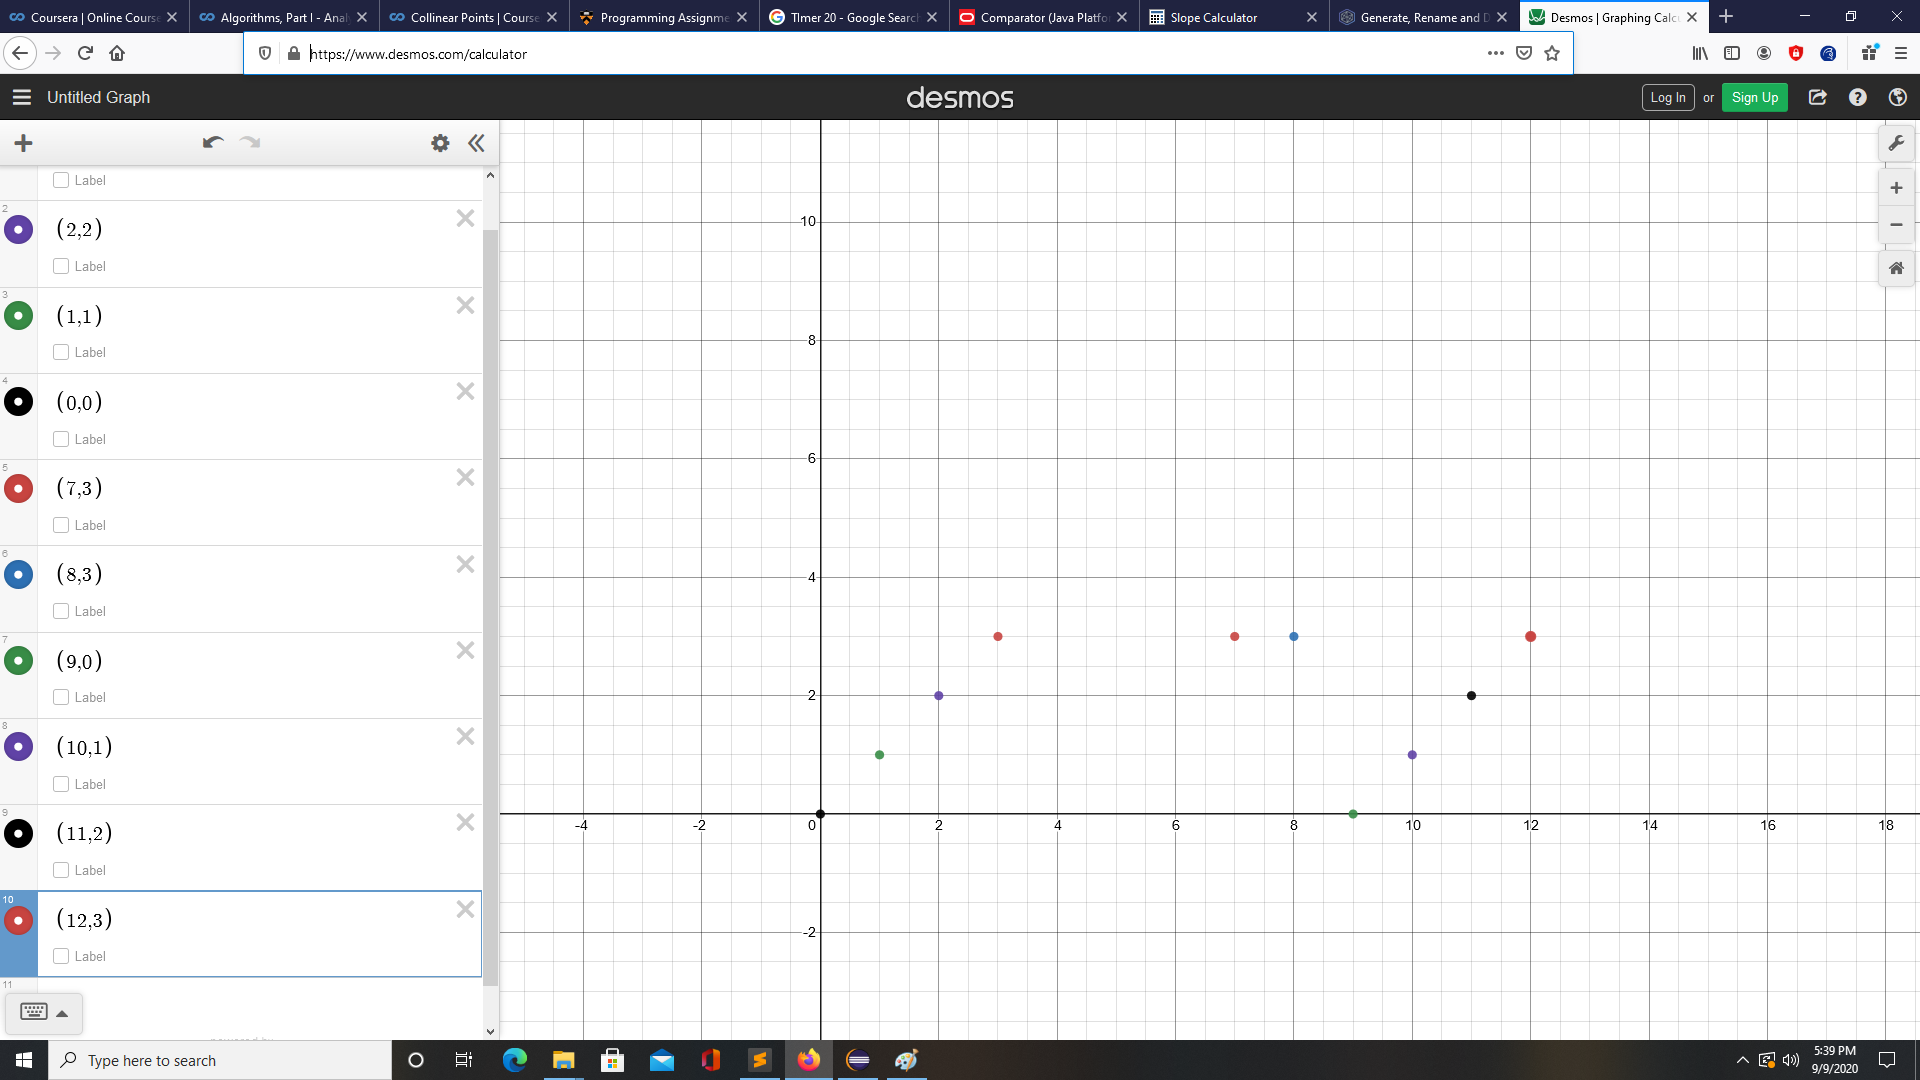 Coursera | Online Course
Algorithms, Part I - Anal
Collinear Points | Course
Programming Assignme
TImer 20 - Google Search
Comparator (Java Platfo
Slope Calculator
Generate, Rename and D
Desmos | Graphing Calcu
https://www.desmos.com/calculator
Untitled Graph
desmos
Log In
or
Sign Up
Label
2
(2,2)
Label
3
(1,1)
Label
4
(0,0)
Label
5
(7,3)
Label
6
(8,3)
Label
7
(9,0)
Label
8
(10,1)
Label
9
(11,2)
Label
10
(12,3)
Label
11
10
8
6
4
2
-4 -2 0 2 4 6 8 10 12 14 16 18
-2
Type here to search
5:39 PM
9/9/2020